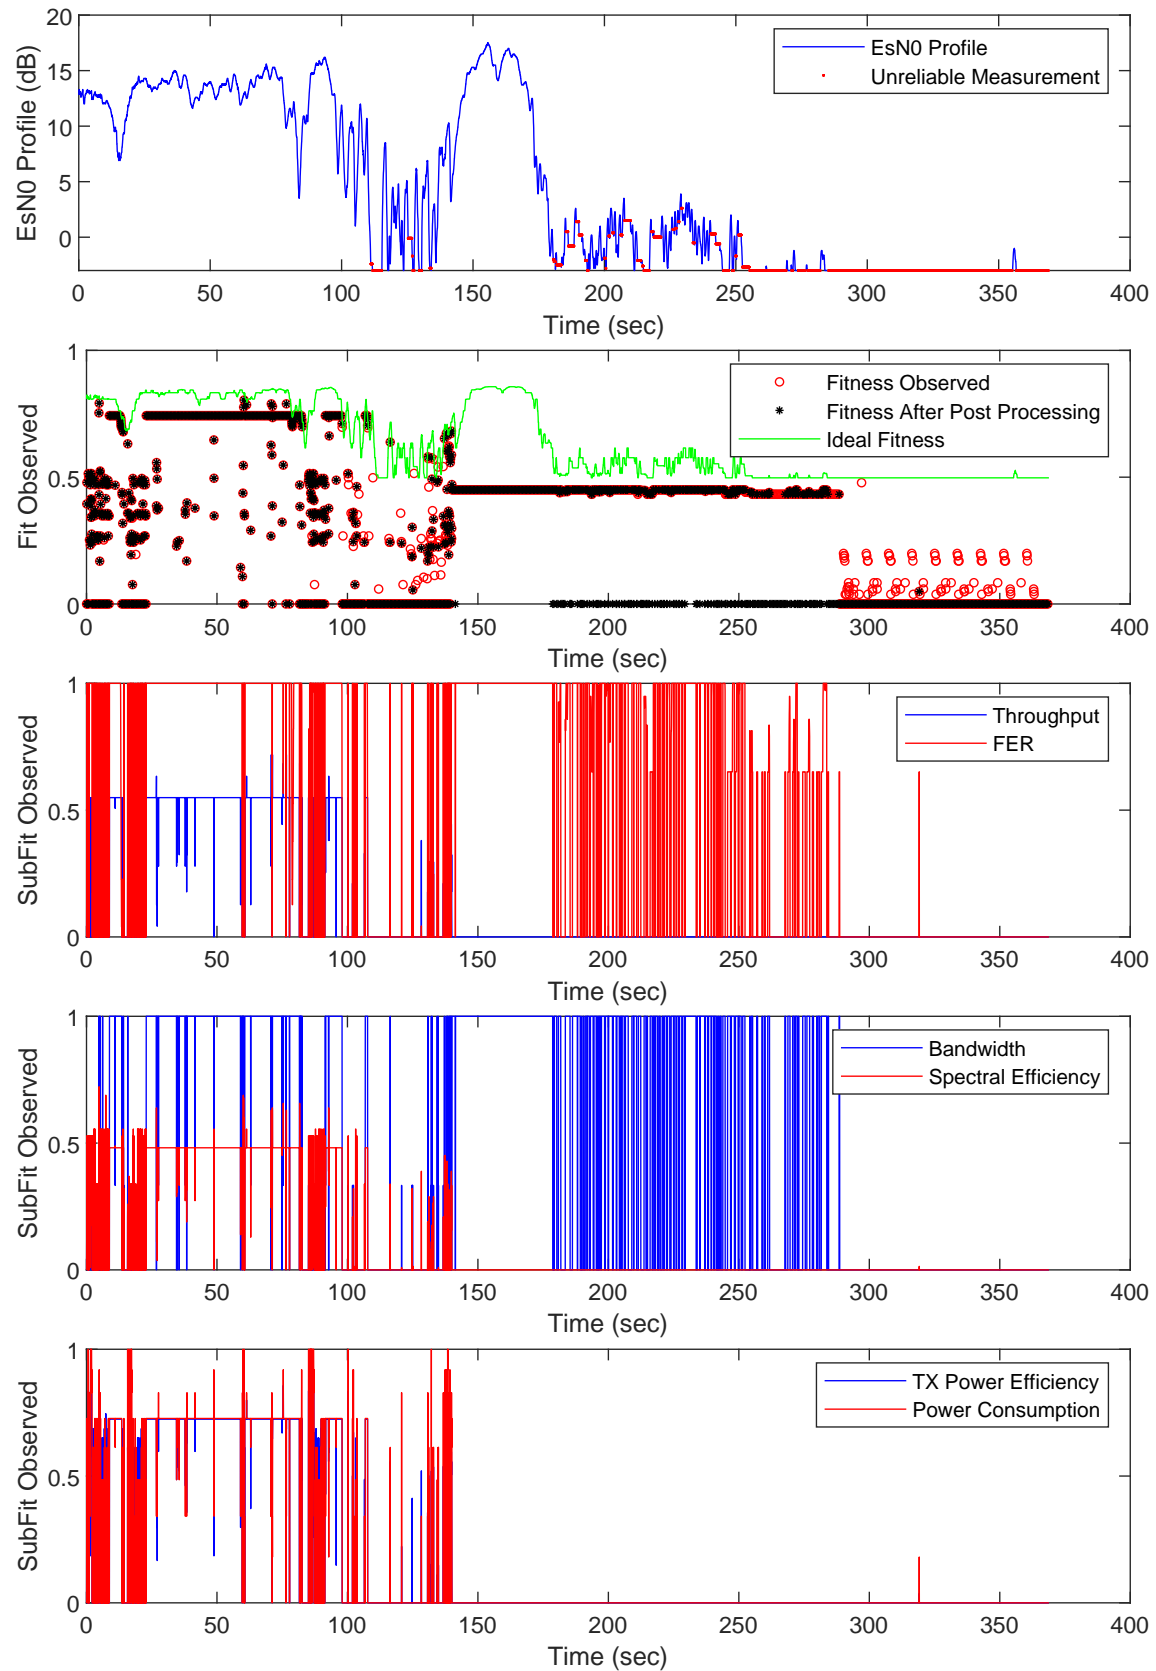 20
15
10
5
0
EsN0 Profile (dB)
EsN0 Profile
Unreliable Measurement
0 50 100 150 200 250 300 350 400
Time (sec)
1
0.5
0
Fit Observed
Fitness Observed
Fitness After Post Processing
Ideal Fitness
0 50 100 150 200 250 300 350 400
Time (sec)
1
0.5
0
SubFit Observed
Throughput
FER
0 50 100 150 200 250 300 350 400
Time (sec)
1
0.5
0
SubFit Observed
Bandwidth
Spectral Efficiency
0 50 100 150 200 250 300 350 400
Time (sec)
1
0.5
0
SubFit Observed
TX Power Efficiency
Power Consumption
0 50 100 150 200 250 300 350 400
Time (sec)